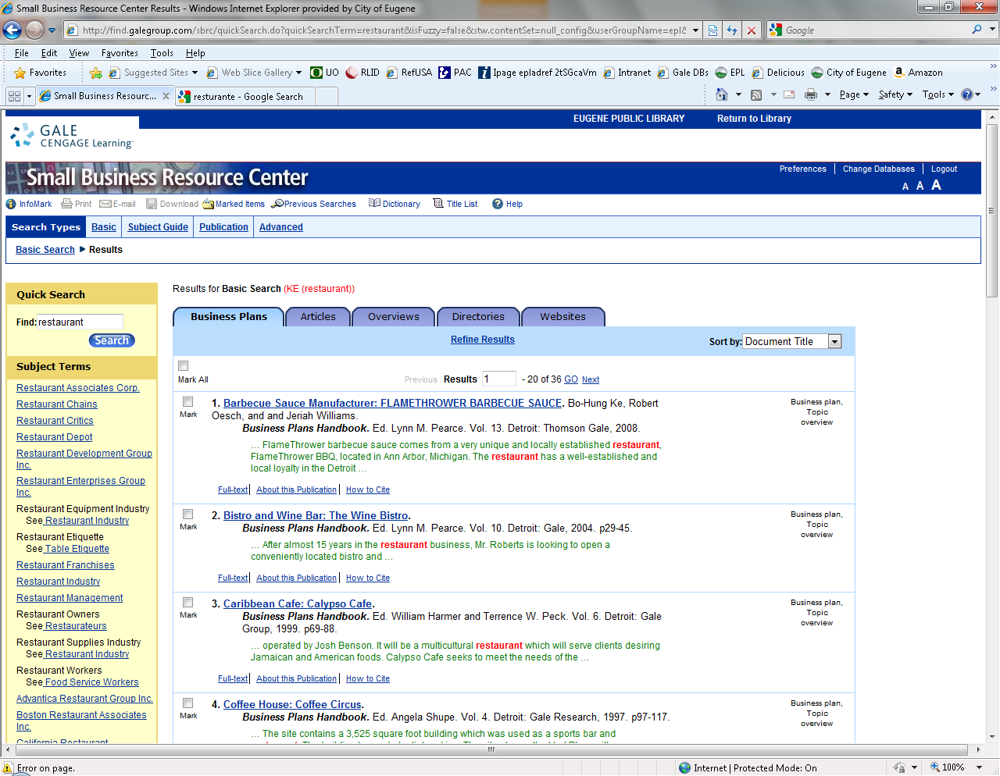 Small Business Resource Center Results - Windows Internet Explorer provided by City of Eugene
http://find.galegroup.com/sbrc/quickSearch.do?quickSearchTerm=restaurant&isFuzzy=false&stw.contentSet=null_config&userGroupName=epl&
Google
File Edit View Favorites Tools Help
Favorites Suggested Sites Web Slice Gallery UO RLID RefUSA PAC Ipage epladref 2tSGcaVm Intranet Gale DBs EPL Delicious City of Eugene Amazon
Small Business Resourc... resturante - Google Search Page Safety Tools
EUGENE PUBLIC LIBRARY Return to Library
GALE
CENGAGE Learning
Small Business Resource Center
Preferences Change Databases Logout
A A A
InfoMark Print E-mail Download Marked Items Previous Searches Dictionary Title List Help
Search Types Basic Subject Guide Publication Advanced
Basic Search Results
Quick Search
Find: restaurant
Search
Subject Terms
Restaurant Associates Corp.
Restaurant Chains
Restaurant Critics
Restaurant Depot
Restaurant Development Group
Inc.
Restaurant Enterprises Group
Inc.
Restaurant Equipment Industry
See Restaurant Industry
Restaurant Etiquette
See Table Etiquette
Restaurant Franchises
Restaurant Industry
Restaurant Management
Restaurant Owners
See Restaurateurs
Restaurant Supplies Industry
See Restaurant Industry
Restaurant Workers
See Food Service Workers
Advantica Restaurant Group Inc.
Boston Restaurant Associates
Inc.
California Restaurant
Results for Basic Search (KE (restaurant))
Business Plans Articles Overviews Directories Websites
Refine Results
Sort by: Document Title
Mark All
Previous Results 1 - 20 of 36 GO Next
Mark
1. Barbecue Sauce Manufacturer: FLAMETHROWER BARBECUE SAUCE. Bo-Hung Ke, Robert
Oesch, and and Jeriah Williams.
Business Plans Handbook. Ed. Lynn M. Pearce. Vol. 13. Detroit: Thomson Gale, 2008.
... FlameThrower barbecue sauce comes from a very unique and locally established restaurant,
FlameThrower BBQ, located in Ann Arbor, Michigan. The restaurant has a well-established and
local loyalty in the Detroit ...
Full-text About this Publication How to Cite
Business plan,
Topic
overview
Mark
2. Bistro and Wine Bar: The Wine Bistro.
Business Plans Handbook. Ed. Lynn M. Pearce. Vol. 10. Detroit: Gale, 2004. p29-45.
... After almost 15 years in the restaurant business, Mr. Roberts is looking to open a
conveniently located bistro and ...
Full-text About this Publication How to Cite
Business plan,
Topic
overview
Mark
3. Caribbean Cafe: Calypso Cafe.
Business Plans Handbook. Ed. William Harmer and Terrence W. Peck. Vol. 6. Detroit: Gale
Group, 1999. p69-88.
... operated by Josh Benson. It will be a multicultural restaurant which will serve clients desiring
Jamaican and American foods. Calypso Cafe seeks to meet the needs of the ...
Full-text About this Publication How to Cite
Business plan,
Topic
overview
Mark
4. Coffee House: Coffee Circus.
Business Plans Handbook. Ed. Angela Shupe. Vol. 4. Detroit: Gale Research, 1997. p97-117.
... The site contains a 3,525 square foot building which was used as a sports bar and
Business plan,
Topic
overview
Error on page.
Internet | Protected Mode: On
100%